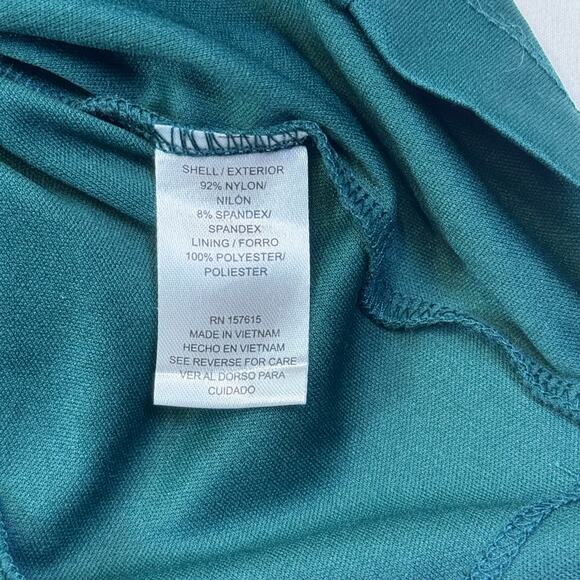 SHELL / EXTERIOR
92% NYLON/
NILÓN
8% SPANDEX/
SPANDEX
LINING / FORRO
100% POLYESTER/
POLIESTER
RN 157615
MADE IN VIETNAM
HECHO EN VIETNAM
SEE REVERSE FOR CARE
VER AL DORSO PARA
CUIDADO